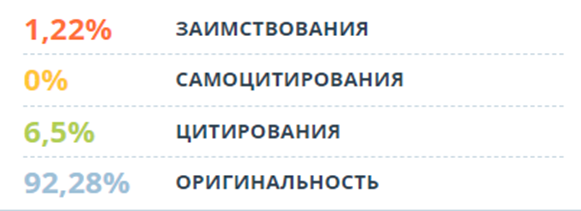 1,22% ЗАИМСТВОВАНИЯ
0% САМОЦИТИРОВАНИЯ
6,5% ЦИТИРОВАНИЯ
92,28% ОРИГИНАЛЬНОСТЬ